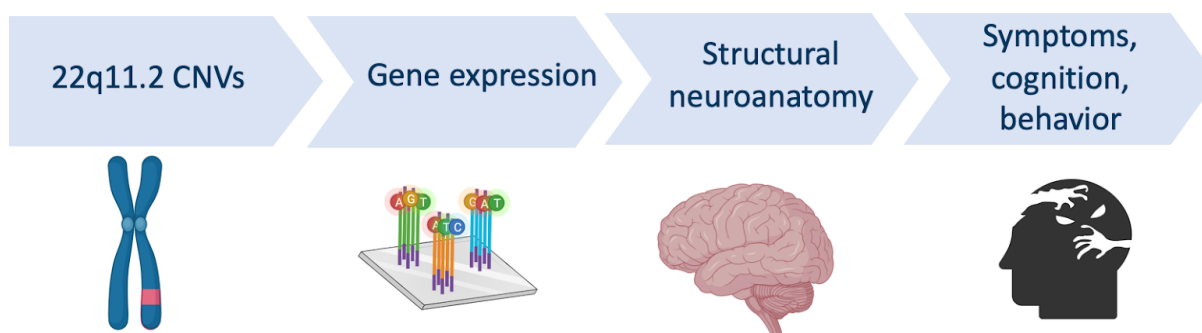 22q11.2 CNVs
Gene expression
Structural
neuroanatomy
Symptoms,
cognition,
behavior
A G T
A T C
G A T